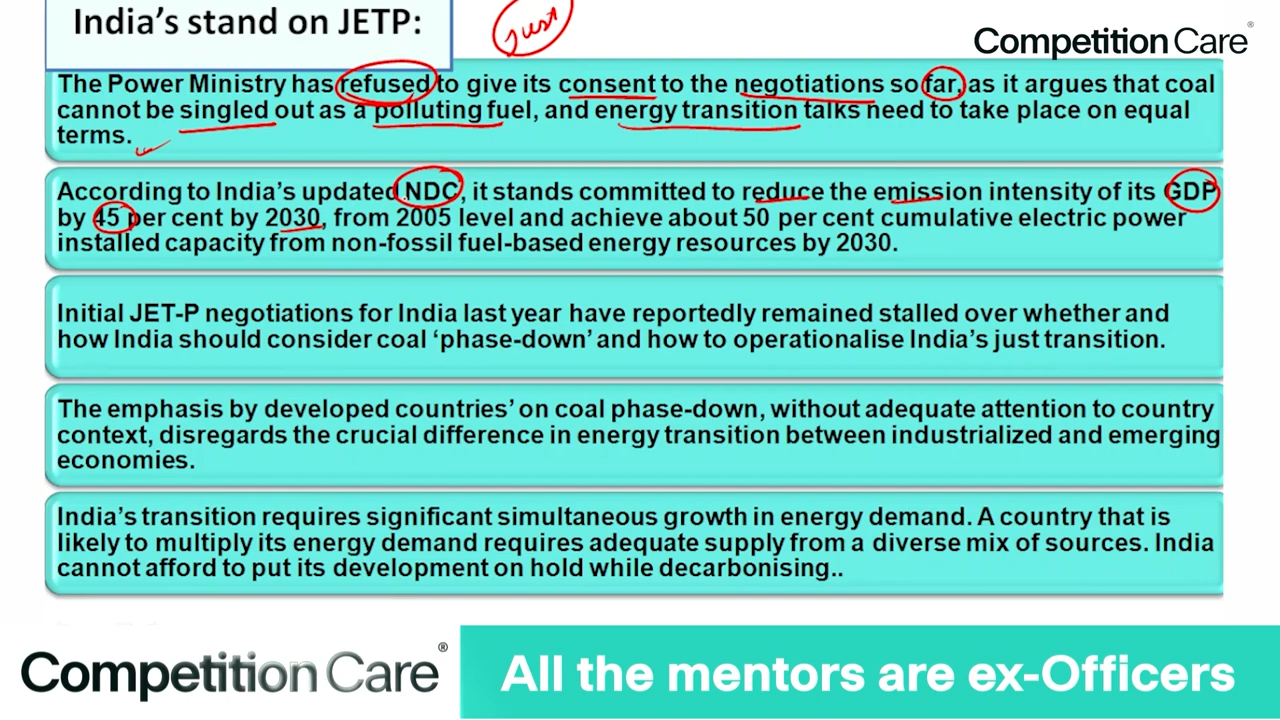 India's stand on JETP:
Just
Competition Care®
The Power Ministry has refused to give its consent to the negotiations so far, as it argues that coal
cannot be singled out as a polluting fuel, and energy transition talks need to take place on equal
terms.
According to India's updated NDC, it stands committed to reduce the emission intensity of its GDP
by 45 per cent by 2030, from 2005 level and achieve about 50 per cent cumulative electric power
installed capacity from non-fossil fuel-based energy resources by 2030.
Initial JET-P negotiations for India last year have reportedly remained stalled over whether and
how India should consider coal 'phase-down' and how to operationalise India's just transition.
The emphasis by developed countries' on coal phase-down, without adequate attention to country
context, disregards the crucial difference in energy transition between industrialized and emerging
economies.
India's transition requires significant simultaneous growth in energy demand. A country that is
likely to multiply its energy demand requires adequate supply from a diverse mix of sources. India
cannot afford to put its development on hold while decarbonising..
Competition Care®
All the mentors are ex-Officers